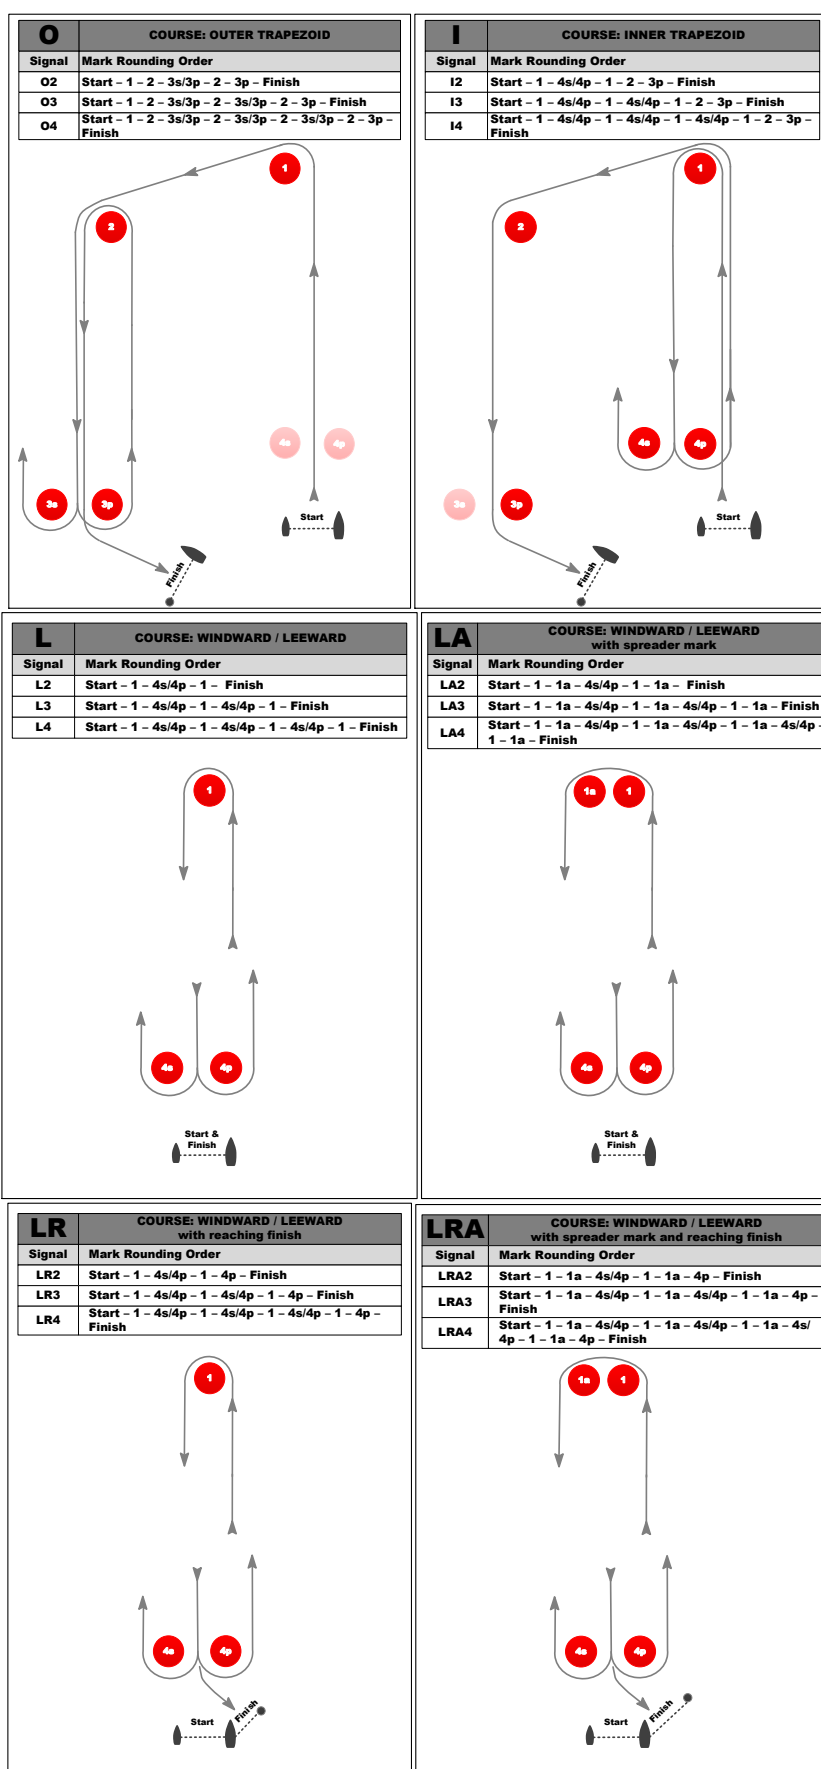 O COURSE: OUTER TRAPEZOID
Signal Mark Rounding Order
O2 Start – 1 – 2 – 3s/3p – 2 – 3p – Finish
O3 Start – 1 – 2 – 3s/3p – 2 – 3s/3p – 2 – 3p – Finish
O4 Start – 1 – 2 – 3s/3p – 2 – 3s/3p – 2 – 3s/3p – 2 – 3p –
Finish
1
2
4s 4p
3s 3p
Start
Finish
I COURSE: INNER TRAPEZOID
Signal Mark Rounding Order
I2 Start – 1 – 4s/4p – 1 – 2 – 3p – Finish
I3 Start – 1 – 4s/4p – 1 – 4s/4p – 1 – 2 – 3p – Finish
I4 Start – 1 – 4s/4p – 1 – 4s/4p – 1 – 4s/4p – 1 – 2 – 3p –
Finish
1
2
4s 4p
3s 3p
Start
Finish
L COURSE: WINDWARD / LEEWARD
Signal Mark Rounding Order
L2 Start – 1 – 4s/4p – 1 – Finish
L3 Start – 1 – 4s/4p – 1 – 4s/4p – 1 – Finish
L4 Start – 1 – 4s/4p – 1 – 4s/4p – 1 – 4s/4p – 1 – Finish
1
4s 4p
Start &
Finish
LA COURSE: WINDWARD / LEEWARD
with spreader mark
Signal Mark Rounding Order
LA2 Start – 1 – 1a – 4s/4p – 1 – 1a – Finish
LA3 Start – 1 – 1a – 4s/4p – 1 – 1a – 4s/4p – 1 – 1a – Finish
LA4 Start – 1 – 1a – 4s/4p – 1 – 1a – 4s/4p – 1 – 1a – 4s/4p –
1 – 1a – Finish
1a 1
4s 4p
Start &
Finish
LR COURSE: WINDWARD / LEEWARD
with reaching finish
Signal Mark Rounding Order
LR2 Start – 1 – 4s/4p – 1 – 4p – Finish
LR3 Start – 1 – 4s/4p – 1 – 4s/4p – 1 – 4p – Finish
LR4 Start – 1 – 4s/4p – 1 – 4s/4p – 1 – 4s/4p – 1 – 4p –
Finish
1
4s 4p
Start
Finish
LRA COURSE: WINDWARD / LEEWARD
with spreader mark and reaching finish
Signal Mark Rounding Order
LRA2 Start – 1 – 1a – 4s/4p – 1 – 1a – 4p – Finish
LRA3 Start – 1 – 1a – 4s/4p – 1 – 1a – 4s/4p – 1 – 1a – 4p –
Finish
LRA4 Start – 1 – 1a – 4s/4p – 1 – 1a – 4s/4p – 1 – 1a – 4s/
4p – 1 – 1a – 4p – Finish
1a 1
4s 4p
Start
Finish